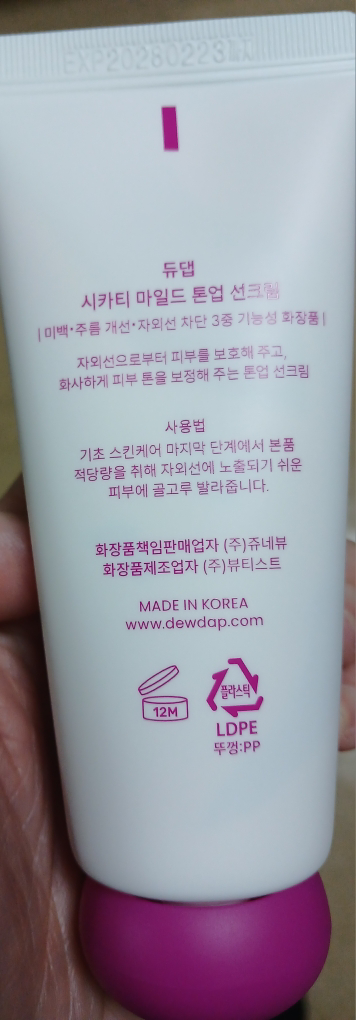 EXP20280223
듀댑
시카티 마일드 톤업 선크림
|미백•주름 개선•자외선 차단 3중 기능성 화장품|
자외선으로부터 피부를 보호해 주고,
화사하게 피부 톤을 보정해 주는 톤업 선크림
사용법
기초 스킨케어 마지막 단계에서 본품
적당량을 취해 자외선에 노출되기 쉬운
피부에 골고루 발라줍니다.
화장품책임판매업자 (주)쥬네뷰
화장품제조업자 (주)뷰티스트
MADE IN KOREA
www.dewdap.com
12M
플라스틱
LDPE
뚜껑:PP